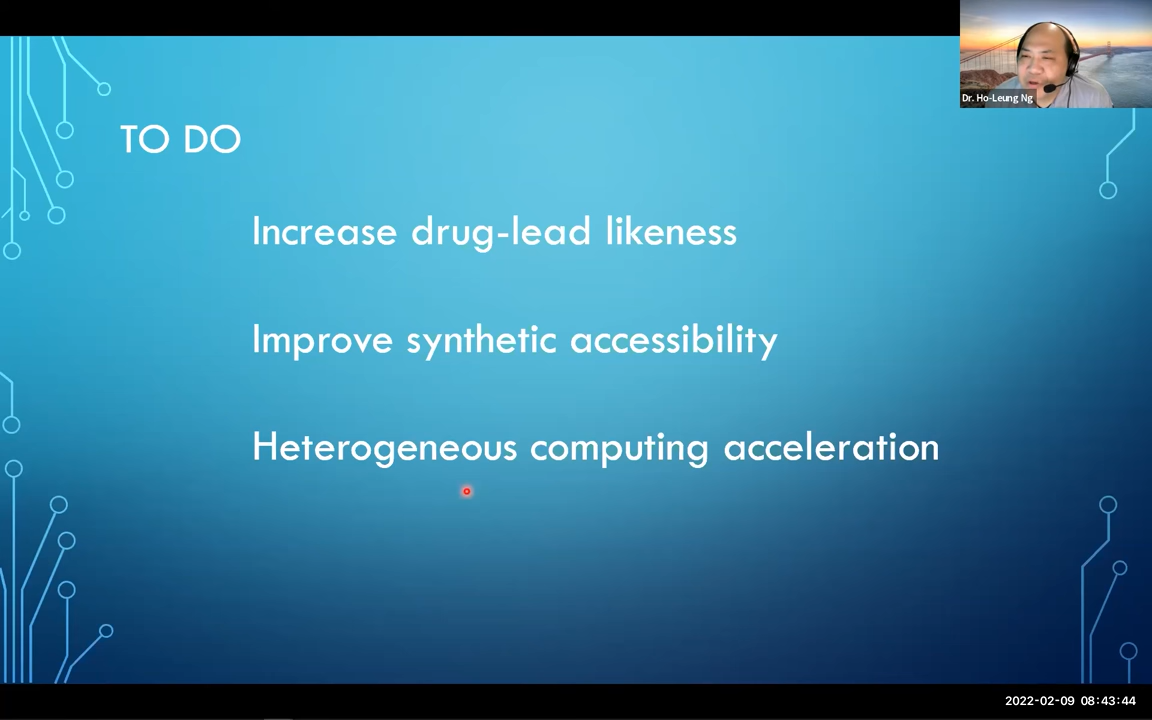 Dr. Ho-Leung Ng
TO DO
Increase drug-lead likeness
Improve synthetic accessibility
Heterogeneous computing acceleration
2022-02-09 08:43:44